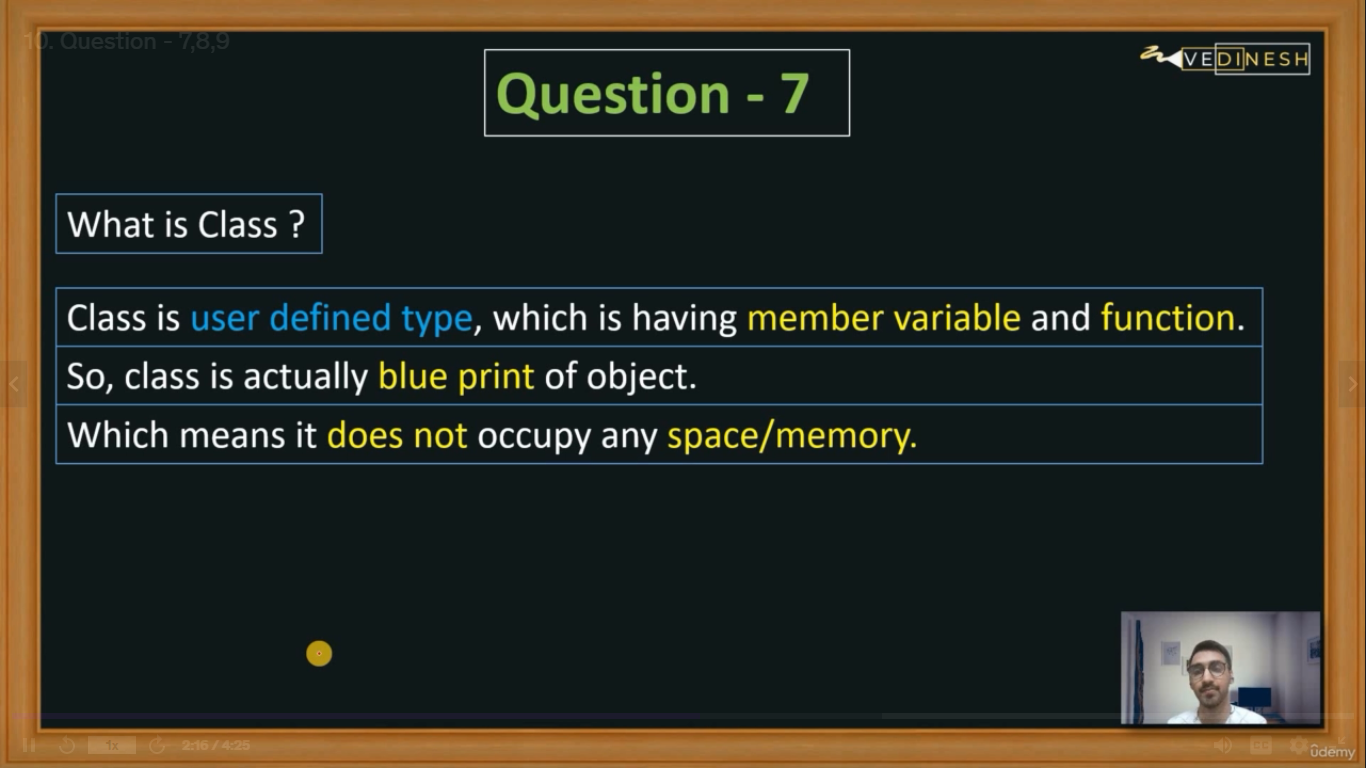 10. Question - 7,8,9
VEDINESH
Question - 7
What is Class ?
Class is user defined type, which is having member variable and function.
So, class is actually blue print of object.
Which means it does not occupy any space/memory.
1x
2:16 / 4:25
CC
ûdemy